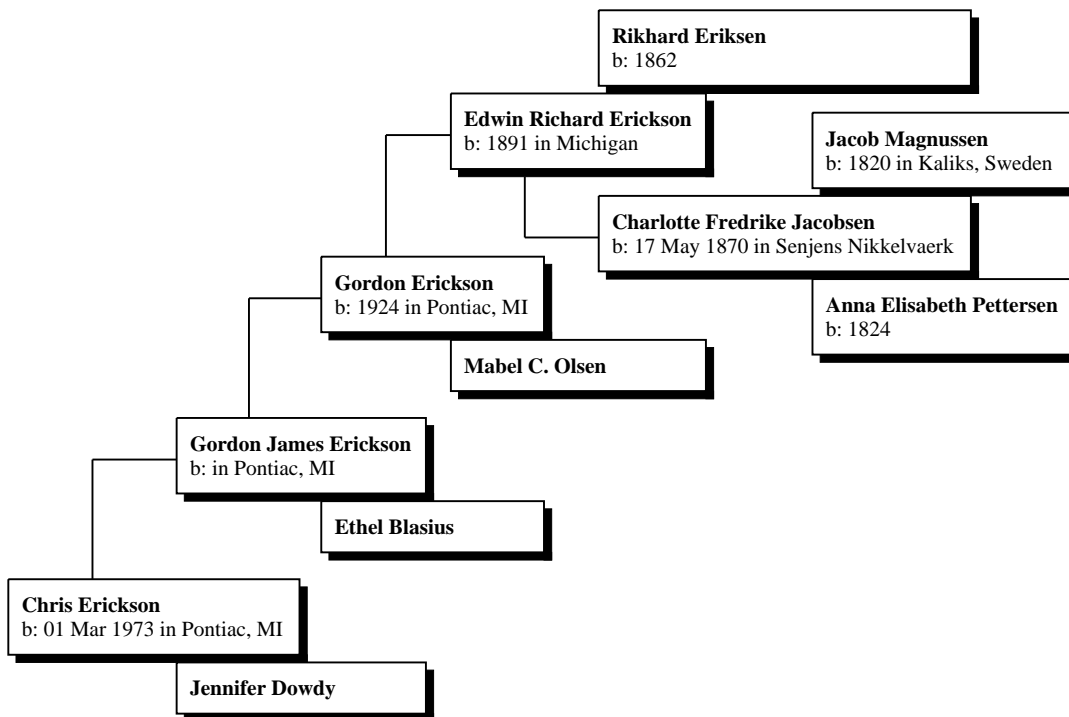 Rikhard Eriksen
b: 1862
Edwin Richard Erickson
b: 1891 in Michigan
Jacob Magnussen
b: 1820 in Kaliks, Sweden
Charlotte Fredrike Jacobsen
b: 17 May 1870 in Senjens Nikkelvaerk
Gordon Erickson
b: 1924 in Pontiac, MI
Anna Elisabeth Pettersen
b: 1824
Mabel C. Olsen
Gordon James Erickson
b: in Pontiac, MI
Ethel Blasius
Chris Erickson
b: 01 Mar 1973 in Pontiac, MI
Jennifer Dowdy